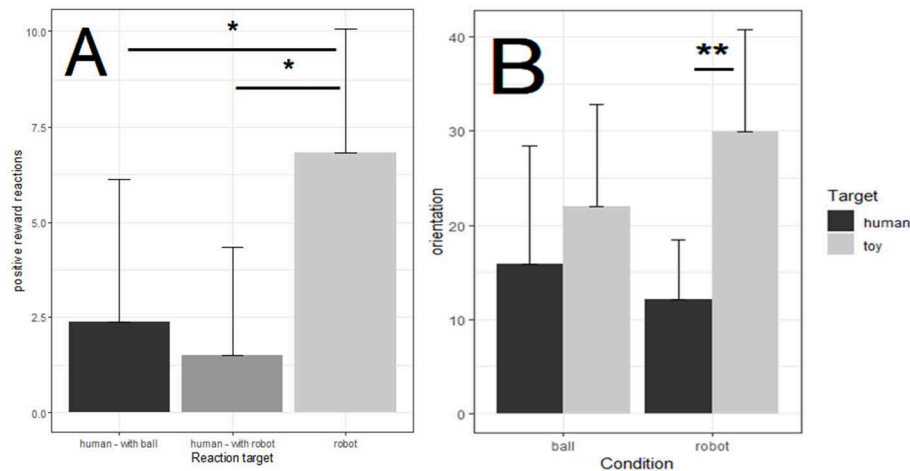 A
*
*
positive reward reactions
10.0
7.5
5.0
2.5
0.0
human - with ball
human - with robot
robot
Reaction target
B
**
orientation
40
30
20
10
0
ball
robot
Condition
Target
human
toy